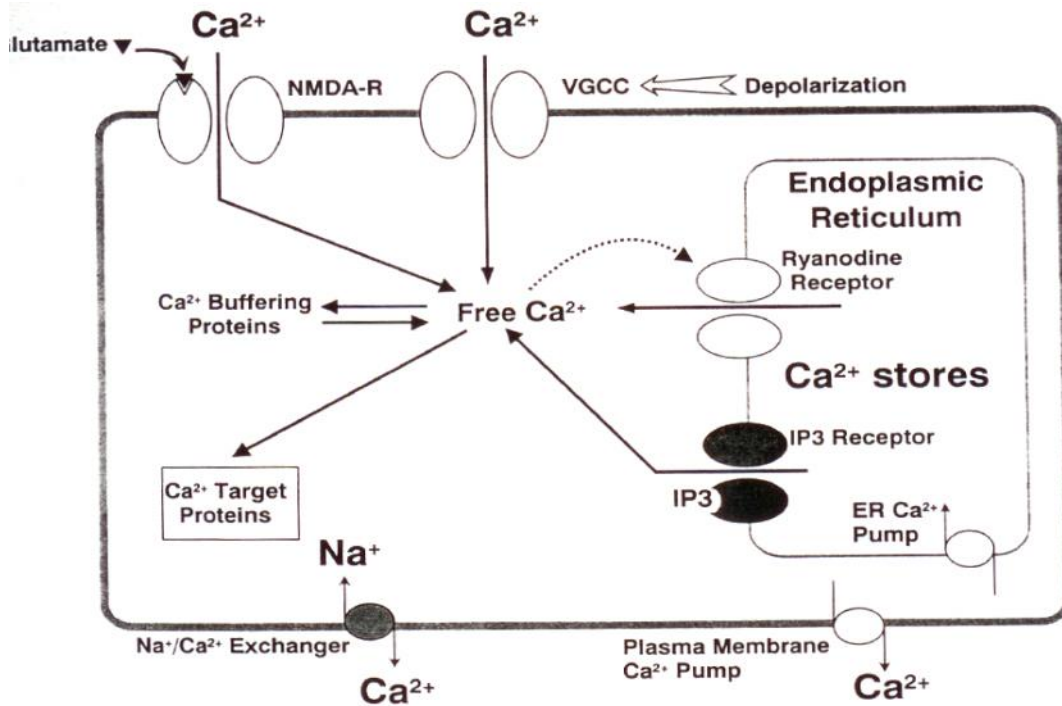 Ca²⁺
Ca²⁺
lutamate
NMDA-R
VGCC
Depolarization
Endoplasmic
Reticulum
Ryanodine
Receptor
Ca²⁺ Buffering
Proteins
Free Ca²⁺
Ca²⁺ stores
IP3 Receptor
IP3
Ca²⁺ Target
Proteins
ER Ca²⁺
Pump
Na⁺
Na⁺/Ca²⁺ Exchanger
Ca²⁺
Plasma Membrane
Ca²⁺ Pump
Ca²⁺